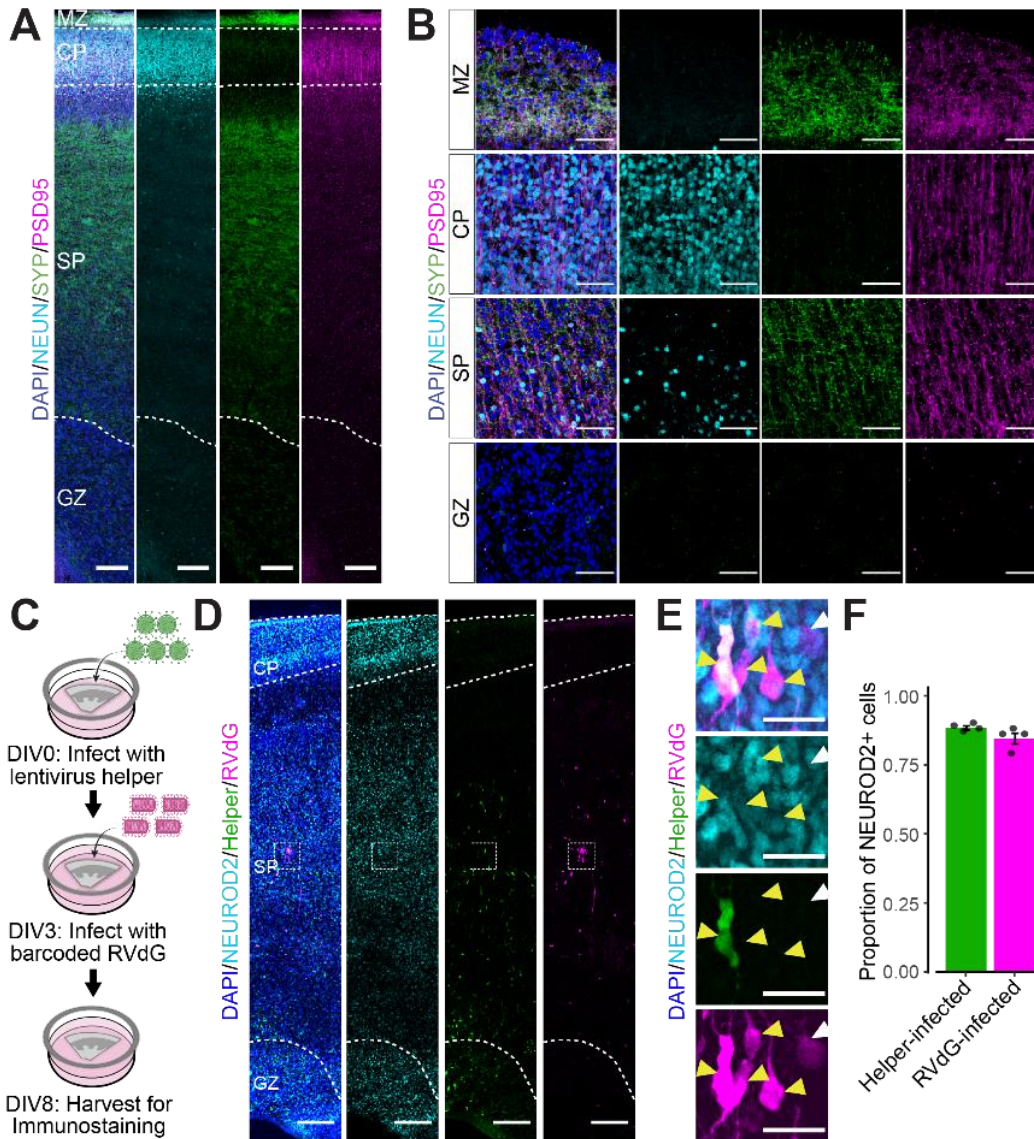 A
MZ
CP
SP
GZ
DAPI/NEUN/SYP/PSD95
B
DAPI/NEUN/SYP/PSD95
MZ
CP
SP
GZ
C
DIV0: Infect with
lentivirus helper
DIV3: Infect with
barcoded RVdG
DIV8: Harvest for
Immunostaining
D
DAPI/NEUROD2/Helper/RVdG
CP
SP
GZ
E
DAPI/NEUROD2/Helper/RVdG
F
Proportion of NEUROD2+ cells
1.00
0.75
0.50
0.25
0.00
Helper-infected
RVdG-infected